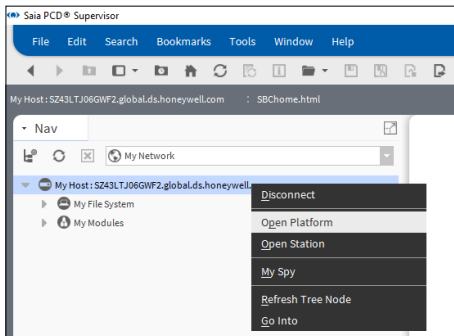 Saia PCD® Supervisor
File Edit Search Bookmarks Tools Window Help
My Host : SZ43LTJ06GWF2.global.ds.honeywell.com : SBChome.html
Nav
My Network
My Host : SZ43LTJ06GWF2.global.ds.honeywell.
My File System
My Modules
Disconnect
Open Platform
Open Station
My Spy
Refresh Tree Node
Go Into